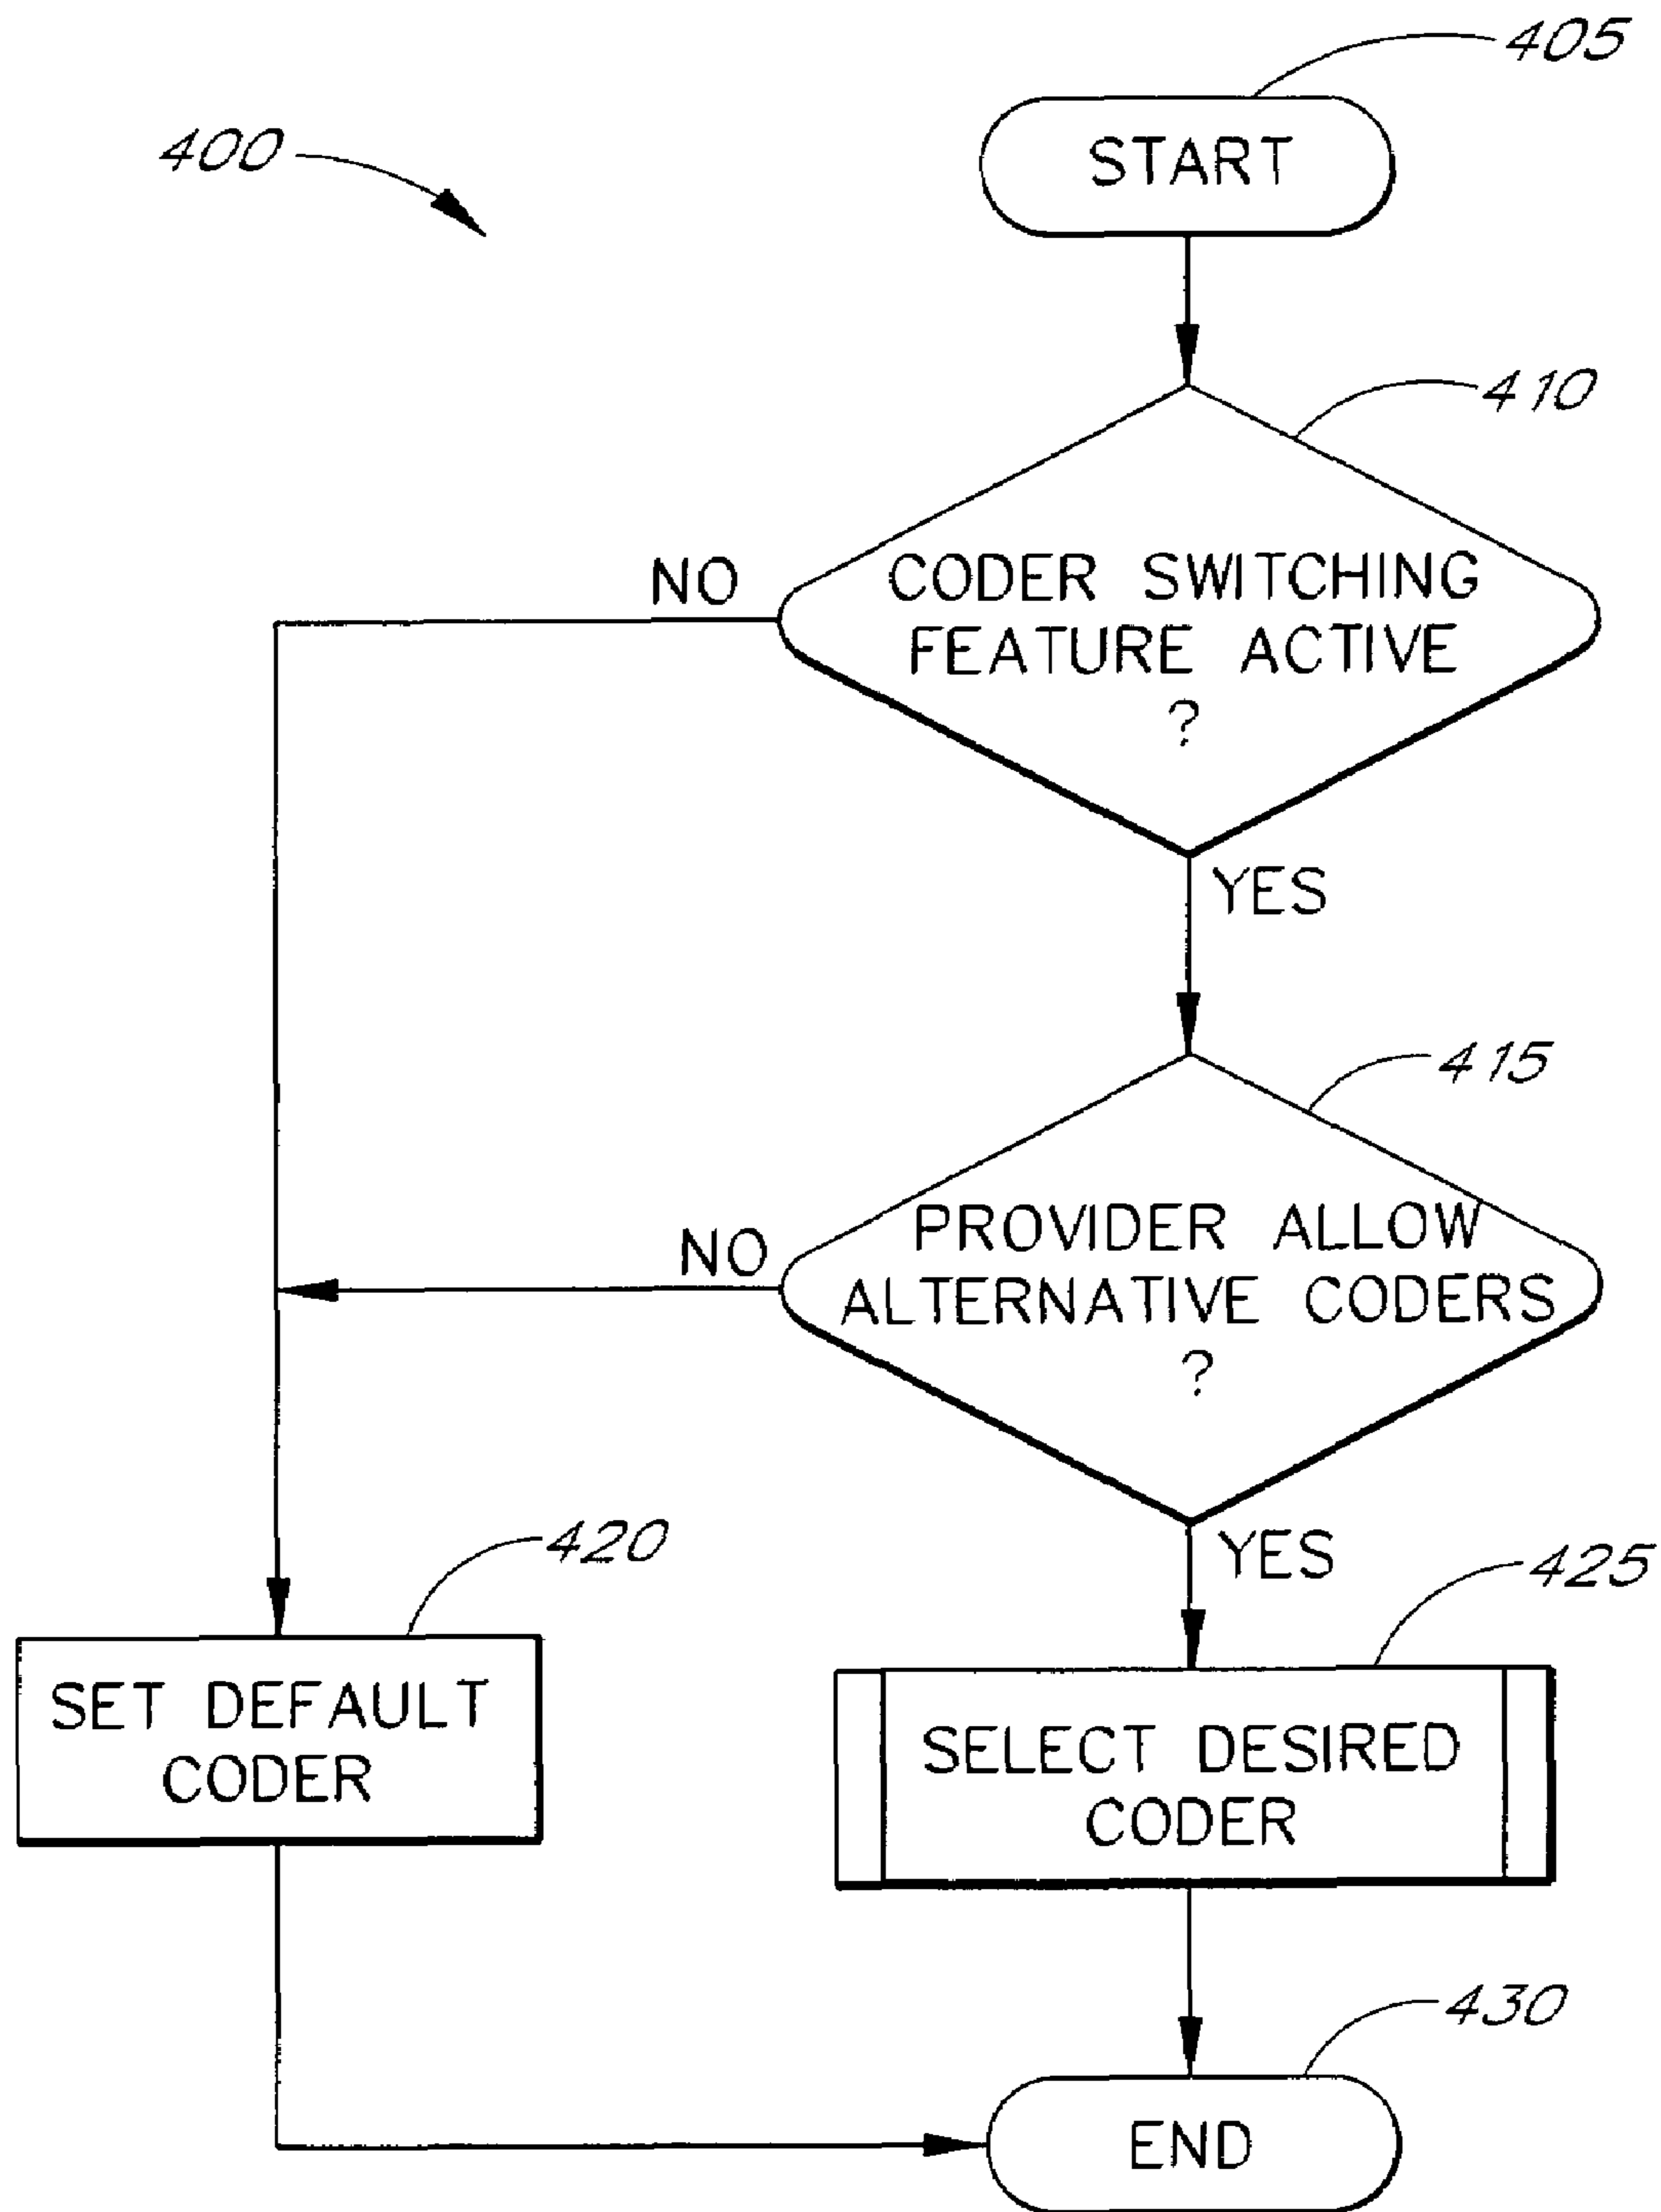 405
400
START
410
NO
CODER SWITCHING
FEATURE ACTIVE
?
YES
415
NO
PROVIDER ALLOW
ALTERNATIVE CODERS
?
YES
420
425
SET DEFAULT
CODER
SELECT DESIRED
CODER
430
END